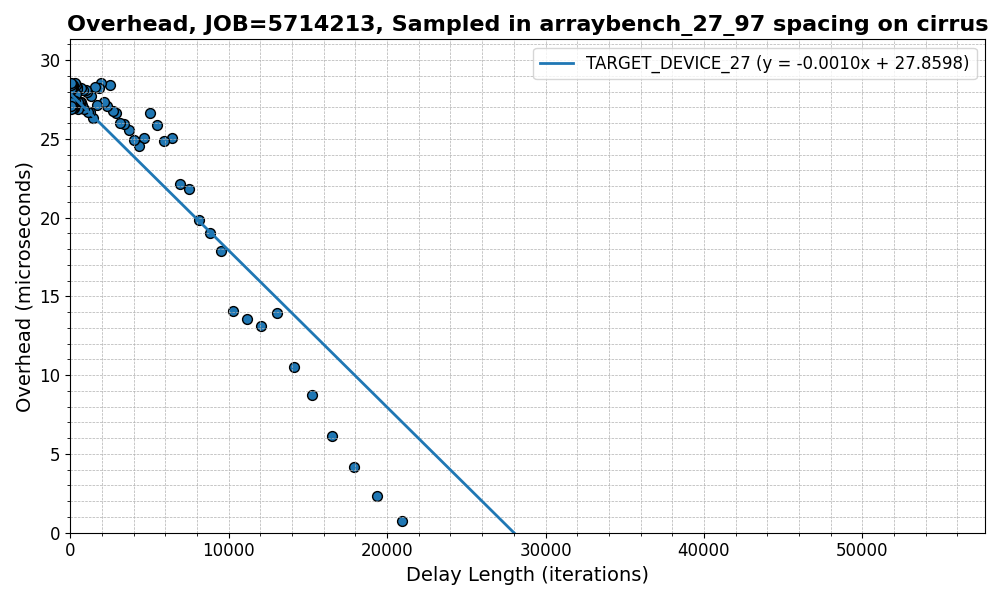 Overhead, JOB=5714213, Sampled in arraybench_27_97 spacing on cirrus
TARGET_DEVICE_27 (y = -0.0010x + 27.8598)
Overhead (microseconds)
30
25
20
15
10
5
0
0 10000 20000 30000 40000 50000
Delay Length (iterations)